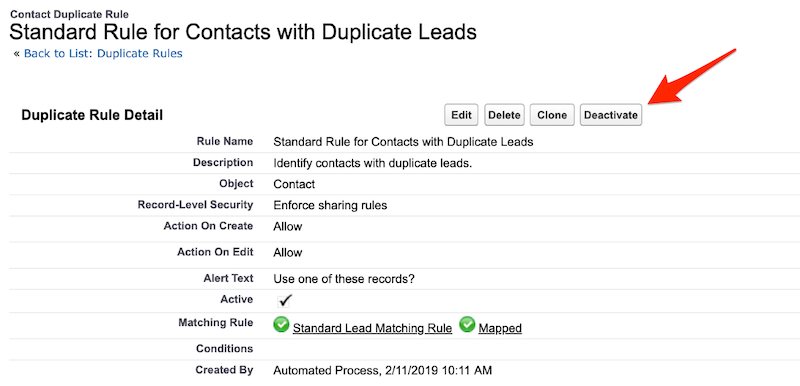 Contact Duplicate Rule
Standard Rule for Contacts with Duplicate Leads
« Back to List: Duplicate Rules
Duplicate Rule Detail Edit Delete Clone Deactivate
Rule Name Standard Rule for Contacts with Duplicate Leads
Description Identify contacts with duplicate leads.
Object Contact
Record-Level Security Enforce sharing rules
Action On Create Allow
Action On Edit Allow
Alert Text Use one of these records?
Active
Matching Rule Standard Lead Matching Rule Mapped
Conditions
Created By Automated Process, 2/11/2019 10:11 AM